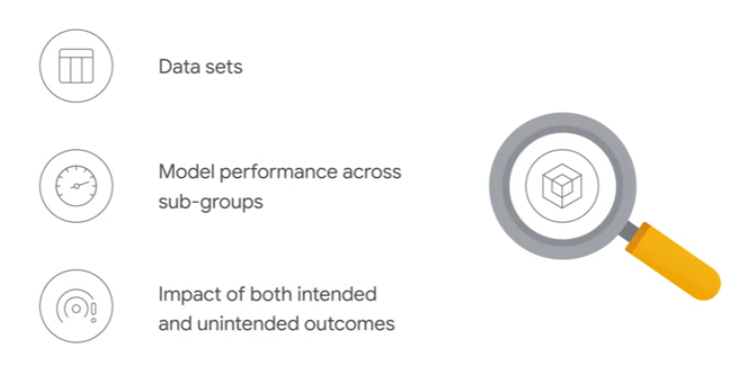 Data sets
Model performance across
sub-groups
Impact of both intended
and unintended outcomes